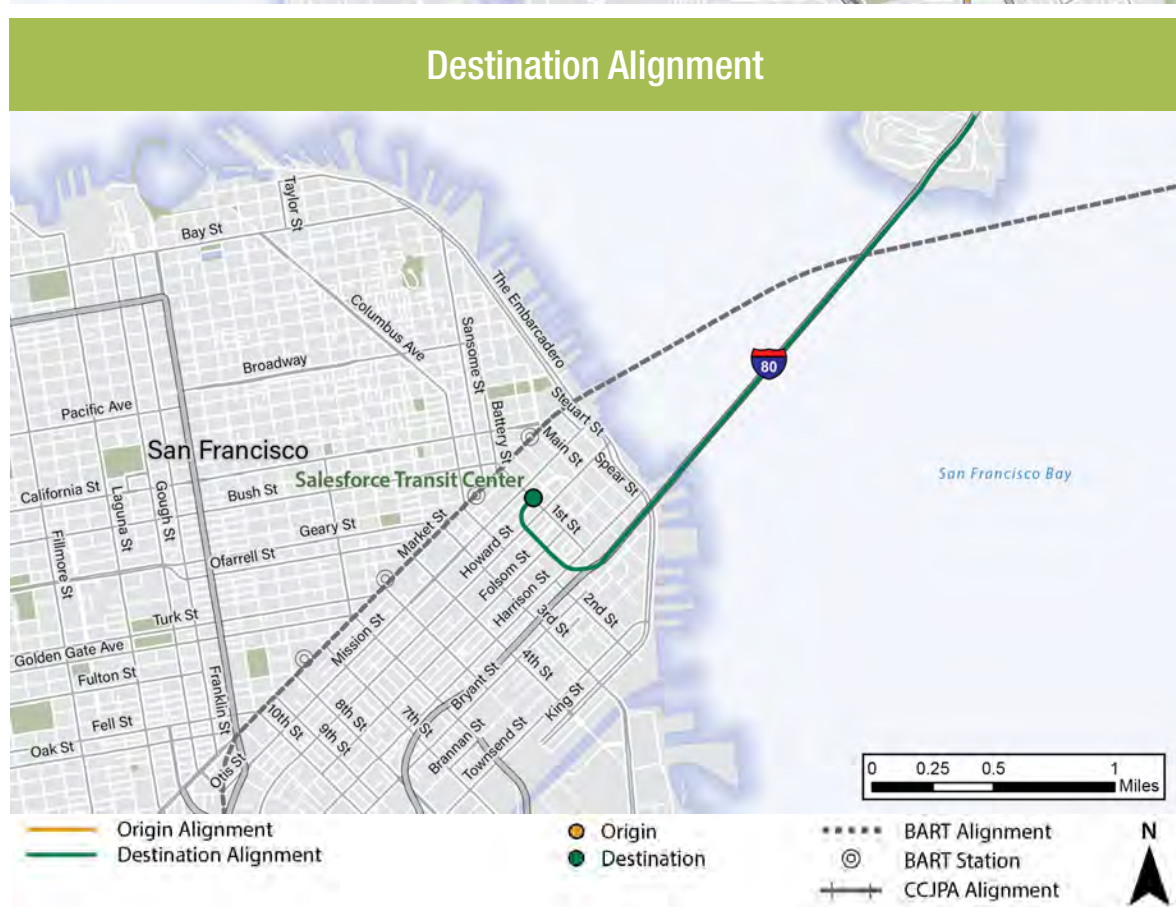 Destination Alignment
Taylor St
Bay St
The Embarcadero
Columbus Ave
Sansome St
Broadway
80
Pacific Ave
Battery St
Steuart St
San Francisco
Main St
Spear St
San Francisco Bay
Salesforce Transit Center
California St
Laguna St
Gough St
Bush St
1st St
Fillmore St
Geary St
Market St
Howard St
Ofarrell St
Folsom St
Harrison St
2nd St
3rd St
Turk St
Mission St
Golden Gate Ave
Fulton St
Franklin St
4th St
Bryant St
King St
8th St
7th St
10th St
9th St
Fell St
Oak St
Brannan St
Townsend St
Otis St
0 0.25 0.5 1
Miles
Origin Alignment
Destination Alignment
Origin
Destination
BART Alignment
BART Station
CCJPA Alignment
N